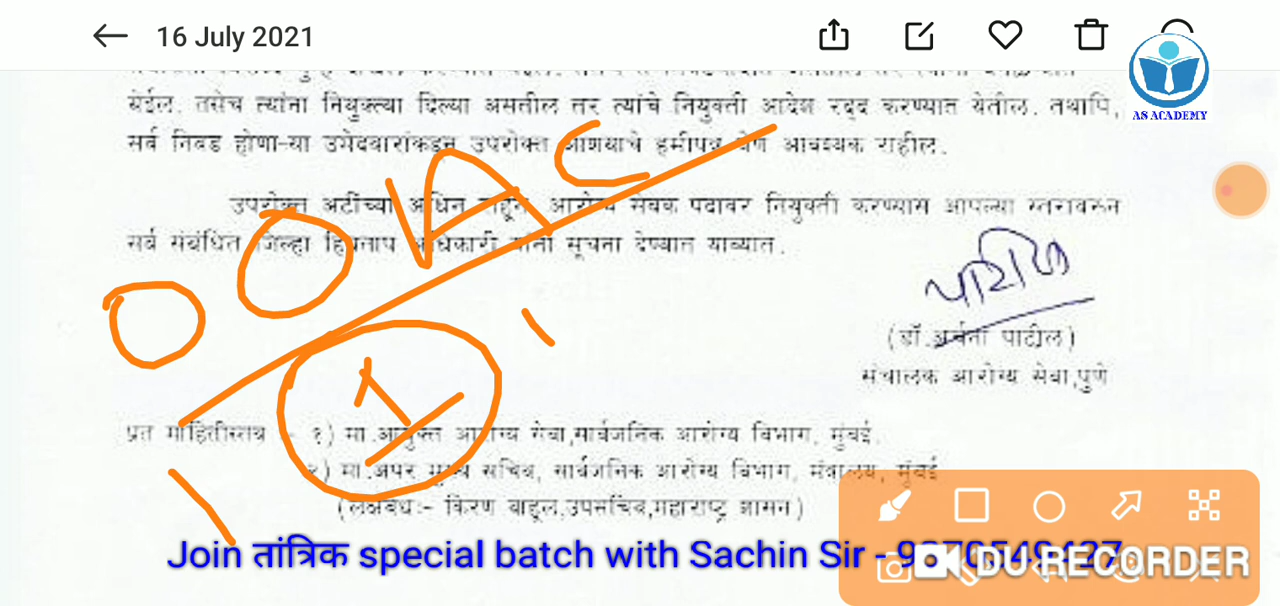 16 July 2021
AS ACADEMY
येईल. तसेच त्यांना नियुक्त्या दिल्या असतील तर त्यांचे नियुक्ती आदेश रद्द करण्यात येतील. तथापि,
सर्व निवड होणा-या उमेदवारांकडून उपरोक्त आशयाचे हमीपत्र घेणे आवश्यक राहील.
उपरोक्त अटींच्या अधिन राहून आरोग्य सेवक पदावर नियुक्ती करण्यास आपल्या स्तरावरून
सर्व संबंधित जिल्हा हिवताप अधिकारी यांना सूचना देण्यात याव्यात.
(डॉ.अर्चना पाटील)
संचालक आरोग्य सेवा,पुणे
प्रत माहितीस्तव :- १) मा.आयुक्त आरोग्य सेवा,सार्वजनिक आरोग्य विभाग, मुंबई.
२) मा.अपर मुख्य सचिव, सार्वजनिक आरोग्य विभाग, मंत्रालय, मुंबई
(लक्षवेध:- किरण वाहूल,उपसचिव,महाराष्ट्र शासन)
Join तांत्रिक special batch with Sachin Sir -
DU RECORDER